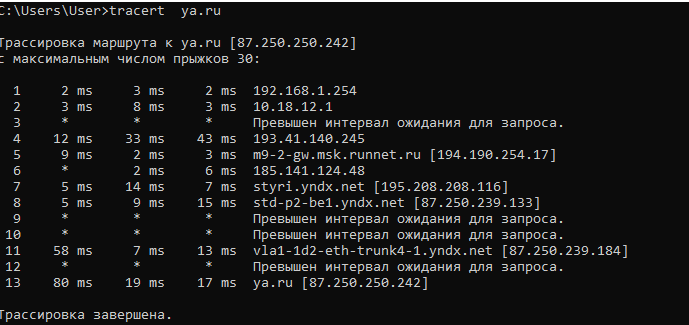 C:\Users\User>tracert  ya.ru
Трассировка маршрута к ya.ru [87.250.250.242]
с максимальным числом прыжков 30:
  1     2 ms     3 ms     2 ms  192.168.1.254
  2     3 ms     8 ms     3 ms  10.18.12.1
  3     *        *        *     Превышен интервал ожидания для запроса.
  4    12 ms    33 ms    43 ms  193.41.140.245
  5     9 ms     2 ms     3 ms  m9-2-gw.msk.runnet.ru [194.190.254.17]
  6     *        2 ms     6 ms  185.141.124.48
  7     5 ms    14 ms     7 ms  styri.yndx.net [195.208.208.116]
  8     5 ms     9 ms    15 ms  std-p2-be1.yndx.net [87.250.239.133]
  9     *        *        *     Превышен интервал ожидания для запроса.
 10     *        *        *     Превышен интервал ожидания для запроса.
 11    58 ms     7 ms    13 ms  vla1-1d2-eth-trunk4-1.yndx.net [87.250.239.184]
 12     *        *        *     Превышен интервал ожидания для запроса.
 13    80 ms    19 ms    17 ms  ya.ru [87.250.250.242]
Трассировка завершена.